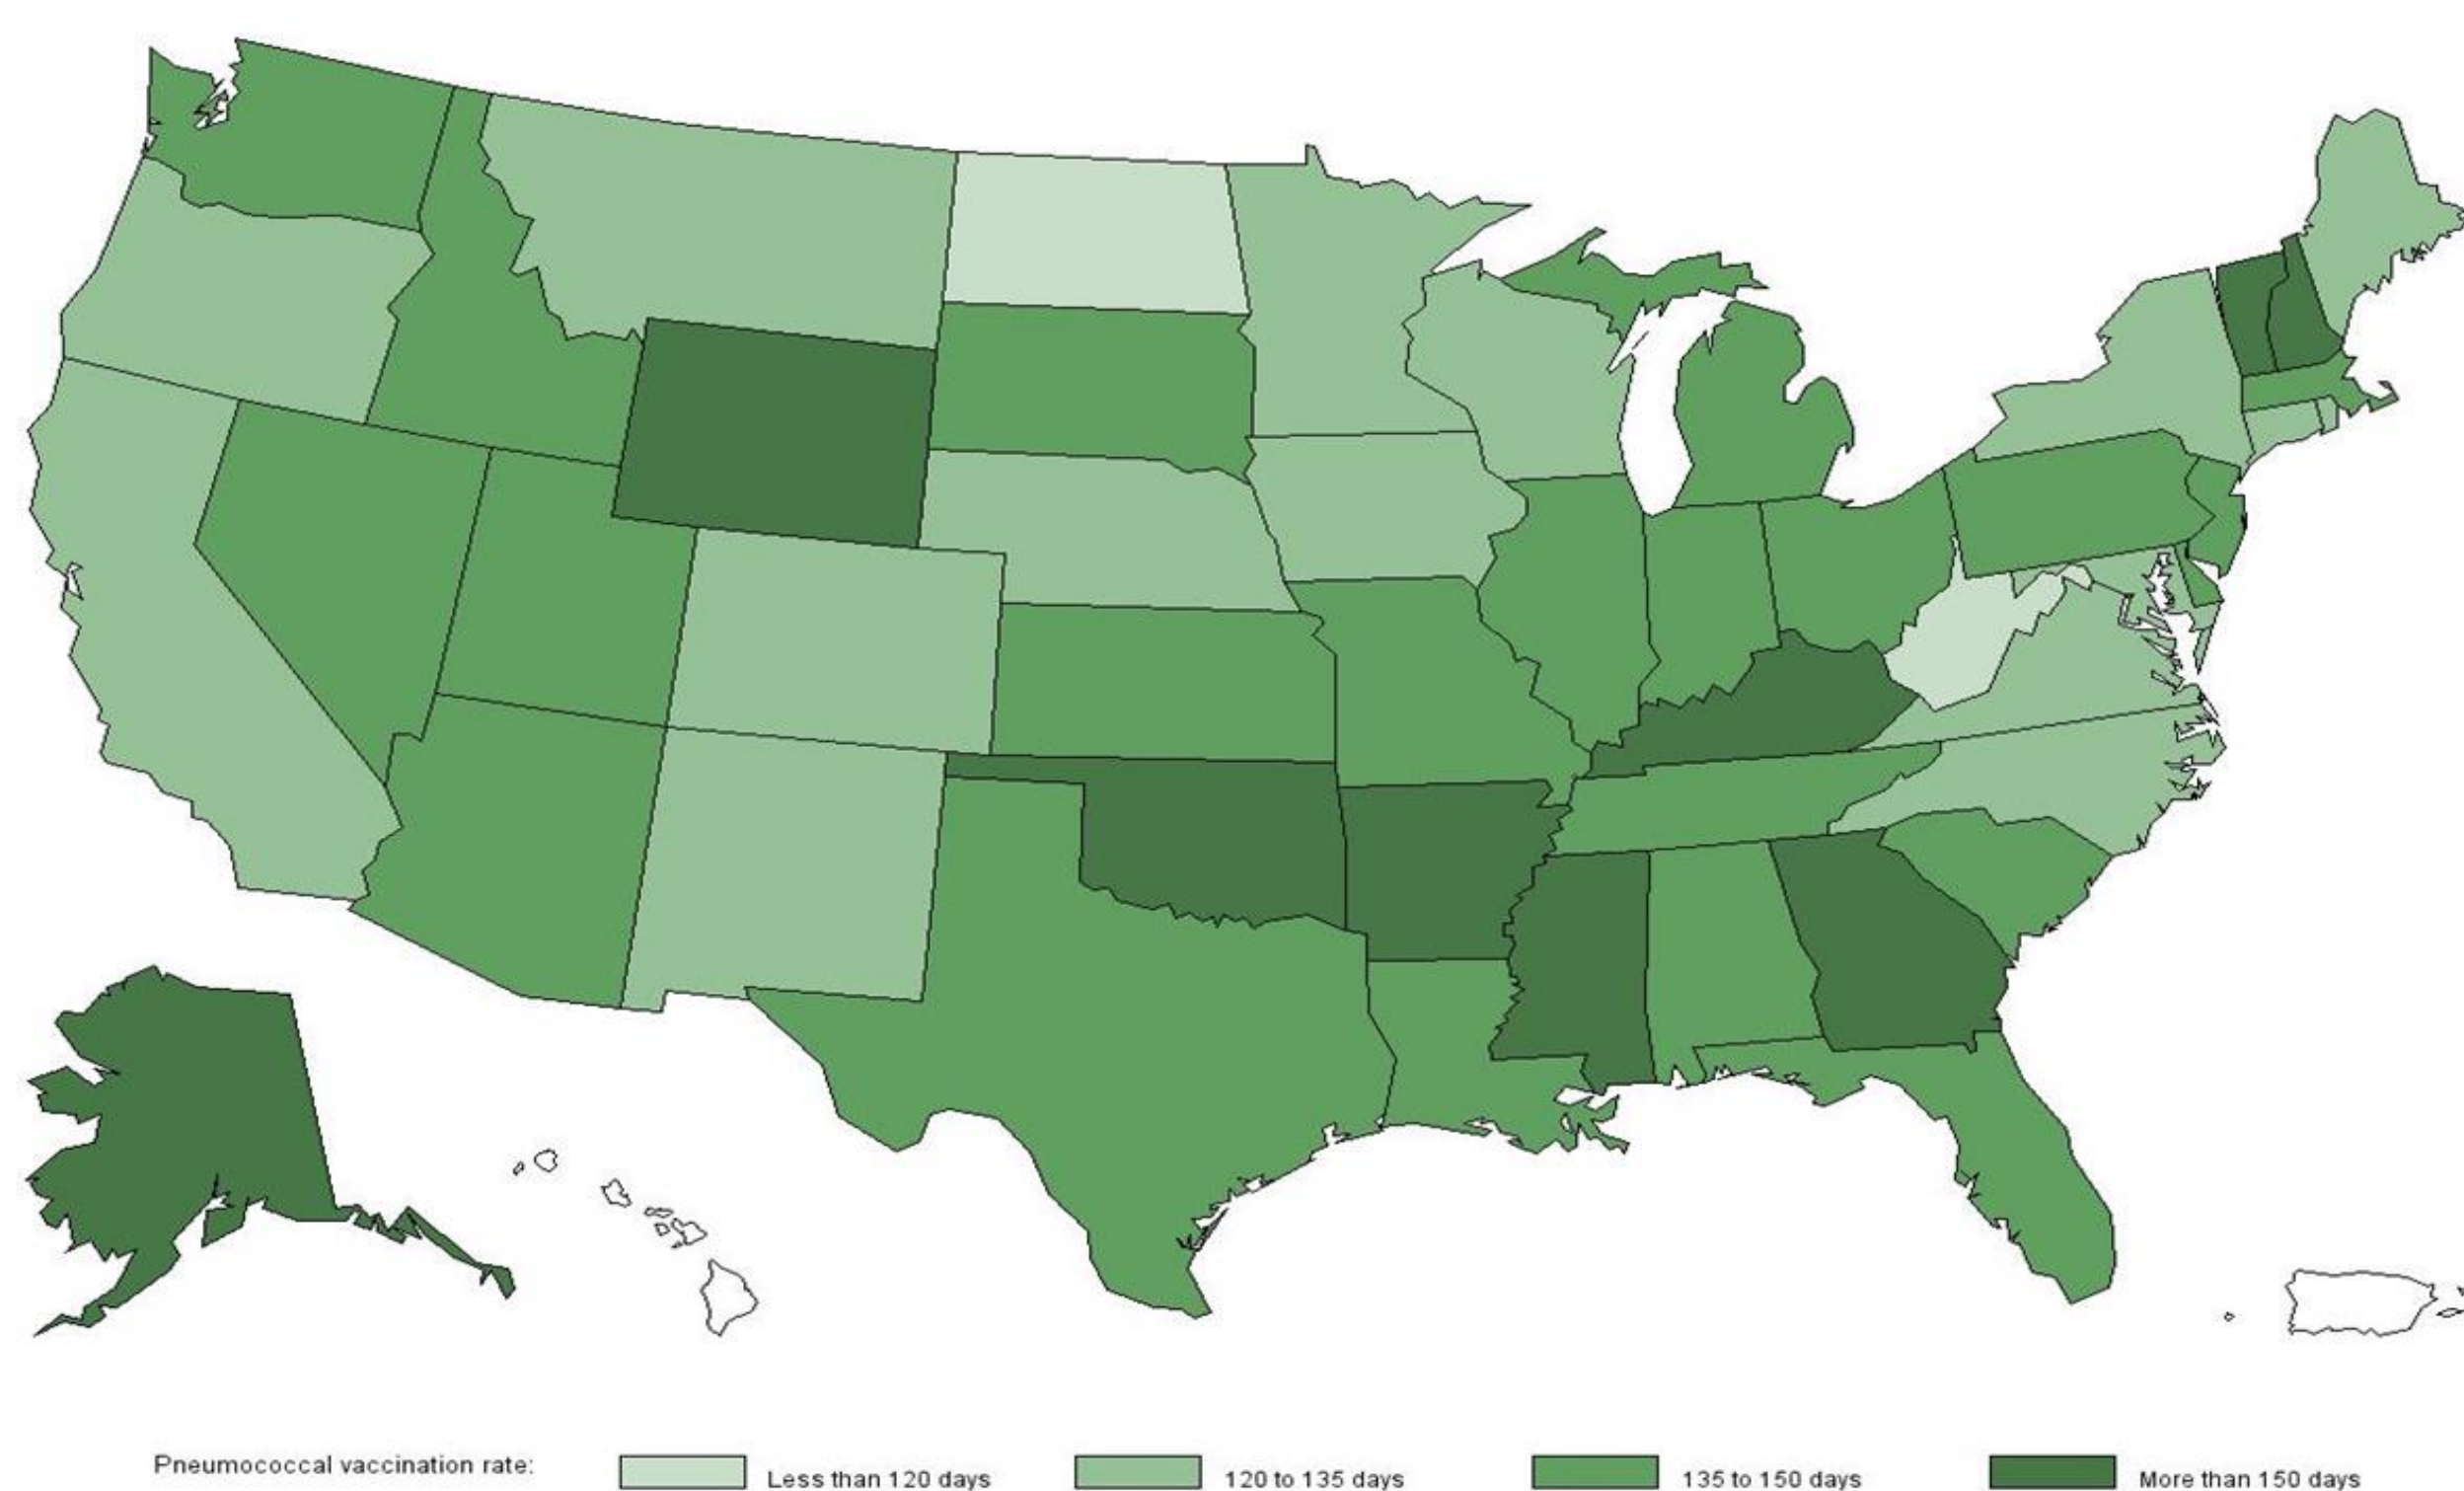 Pneumococcal vaccination rate:
Less than 120 days
120 to 135 days
135 to 150 days
More than 150 days